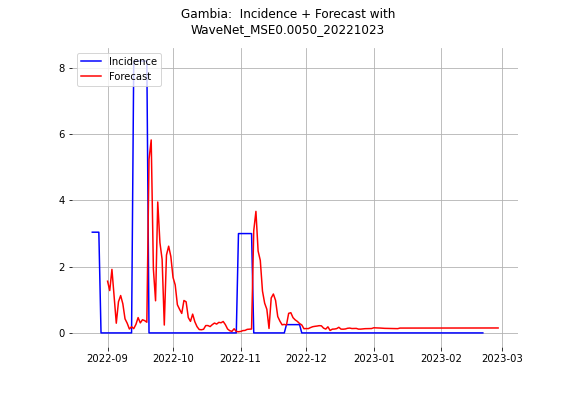 Gambia: Incidence + Forecast with
WaveNet_MSE0.0050_20221023
Incidence
Forecast
8
6
4
2
0
2022-09 2022-10 2022-11 2022-12 2023-01 2023-02 2023-03